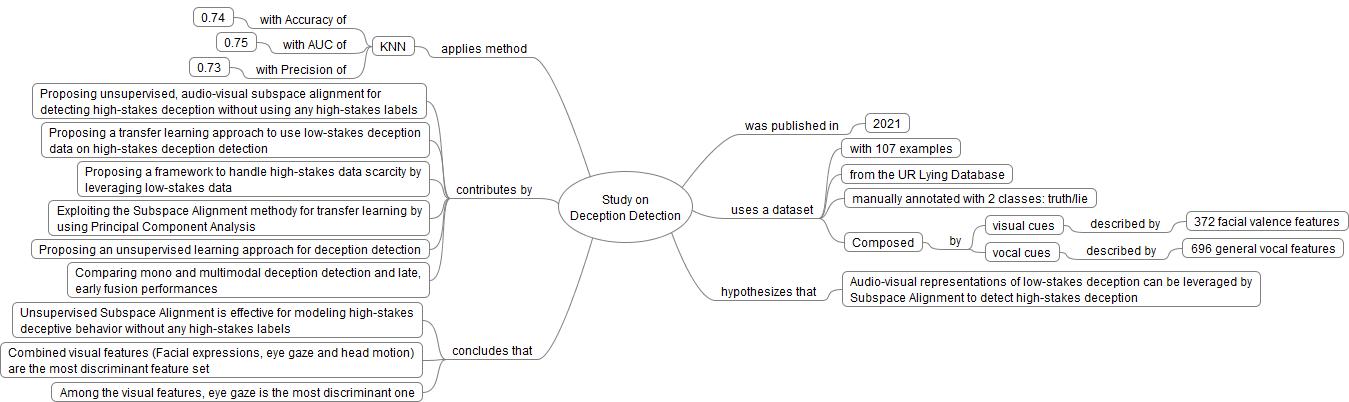 Study on
Deception Detection
applies method
KNN
with Accuracy of
0.74
with AUC of
0.75
with Precision of
0.73
contributes by
Proposing unsupervised, audio-visual subspace alignment for
detecting high-stakes deception without using any high-stakes labels
Proposing a transfer learning approach to use low-stakes deception
data on high-stakes deception detection
Proposing a framework to handle high-stakes data scarcity by
leveraging low-stakes data
Exploiting the Subspace Alignment methody for transfer learning by
using Principal Component Analysis
Proposing an unsupervised learning approach for deception detection
Comparing mono and multimodal deception detection and late,
early fusion performances
concludes that
Unsupervised Subspace Alignment is effective for modeling high-stakes
deceptive behavior without any high-stakes labels
Combined visual features (Facial expressions, eye gaze and head motion)
are the most discriminant feature set
Among the visual features, eye gaze is the most discriminant one
was published in
2021
uses a dataset
with 107 examples
from the UR Lying Database
manually annotated with 2 classes: truth/lie
Composed
by
visual cues
described by
372 facial valence features
vocal cues
described by
696 general vocal features
hypothesizes that
Audio-visual representations of low-stakes deception can be leveraged by
Subspace Alignment to detect high-stakes deception